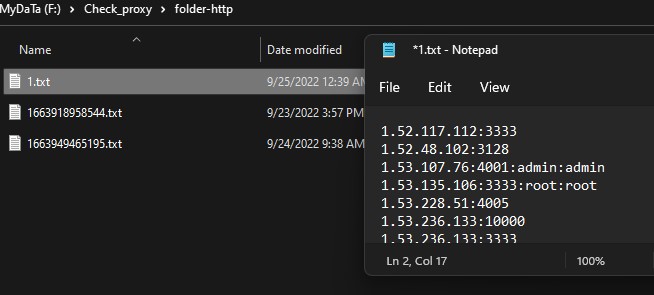 MyDaTa (F:) > Check_proxy > folder-http
Name
Date modified
1.txt
9/25/2022 12:39 AM
1663918958544.txt
9/23/2022 3:57 PM
1663949465195.txt
9/24/2022 9:38 AM
*1.txt - Notepad
File Edit View
1.52.117.112:3333
1.52.48.102:3128
1.53.107.76:4001:admin:admin
1.53.135.106:3333:root:root
1.53.228.51:4005
1.53.236.133:10000
1.53.236.133:3333
Ln 2, Col 17
100%